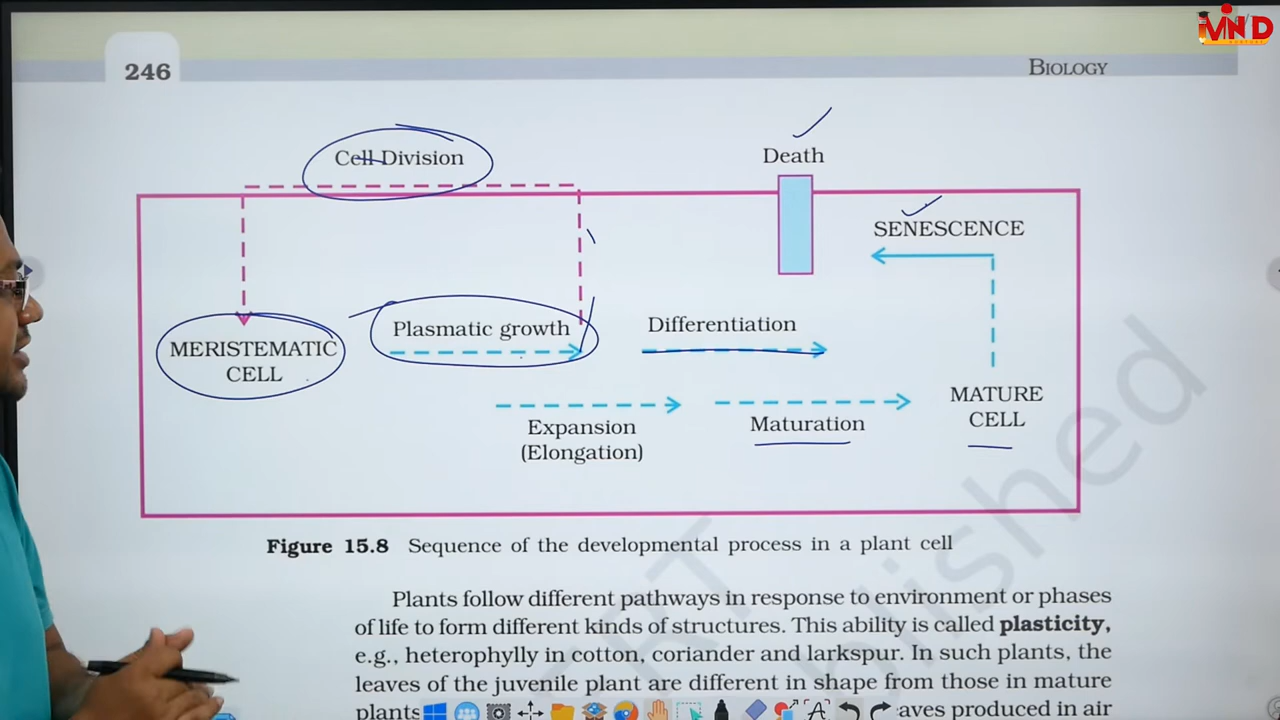 MIND
246
BIOLOGY
Cell Division
Death
SENESCENCE
Plasmatic growth
Differentiation
MERISTEMATIC
CELL
MATURE
CELL
Expansion
(Elongation)
Maturation
Figure 15.8 Sequence of the developmental process in a plant cell
Plants follow different pathways in response to environment or phases
of life to form different kinds of structures. This ability is called plasticity,
e.g., heterophylly in cotton, coriander and larkspur. In such plants, the
leaves of the juvenile plant are different in shape from those in mature
plants aves produced in air